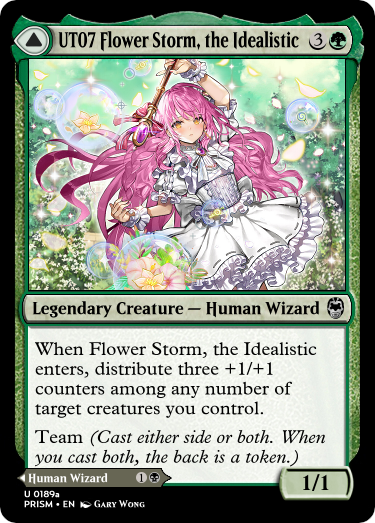 UT07 Flower Storm, the Idealistic 3
Legendary Creature — Human Wizard
When Flower Storm, the Idealistic
enters, distribute three +1/+1
counters among any number of
target creatures you control.
Team (Cast either side or both. When
you cast both, the back is a token.)
Human Wizard 1
1/1
U 0189a
PRISM • EN Gary Wong